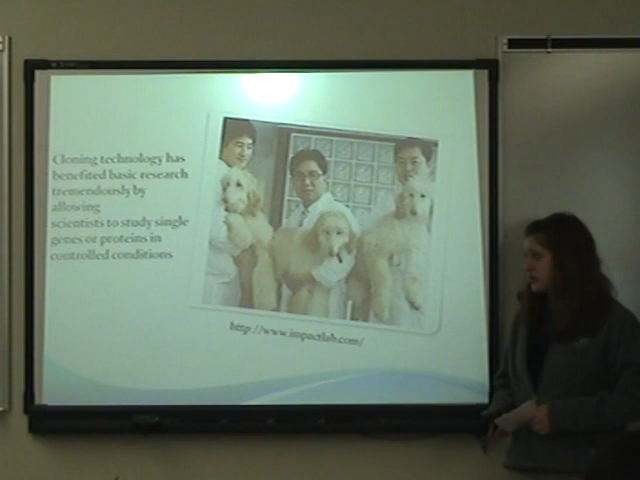 Cloning technology has
benefited basic research
tremendously by
allowing
scientists to study single
genes or proteins in
controlled conditions
http://www.impactlab.com/